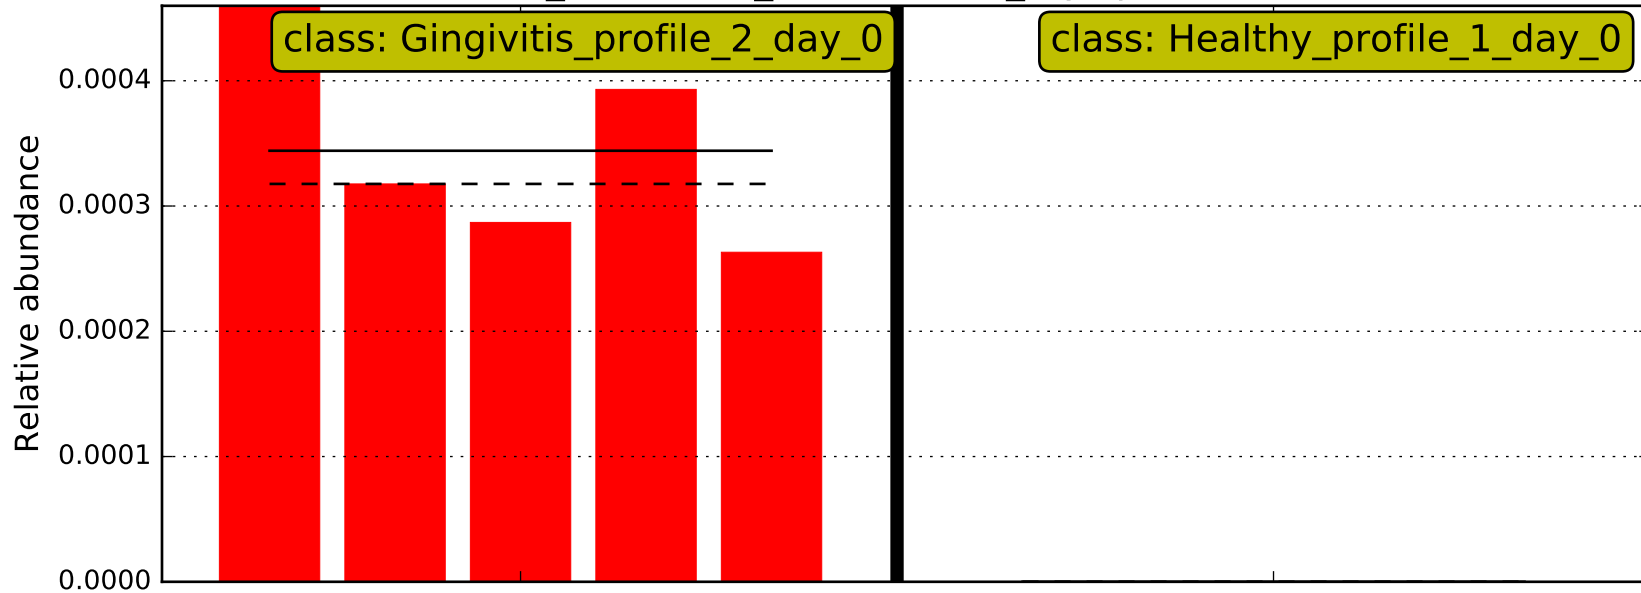 class: Gingivitis_profile_2_day_0
class: Healthy_profile_1_day_0
Relative abundance
0.0004
0.0003
0.0002
0.0001
0.0000